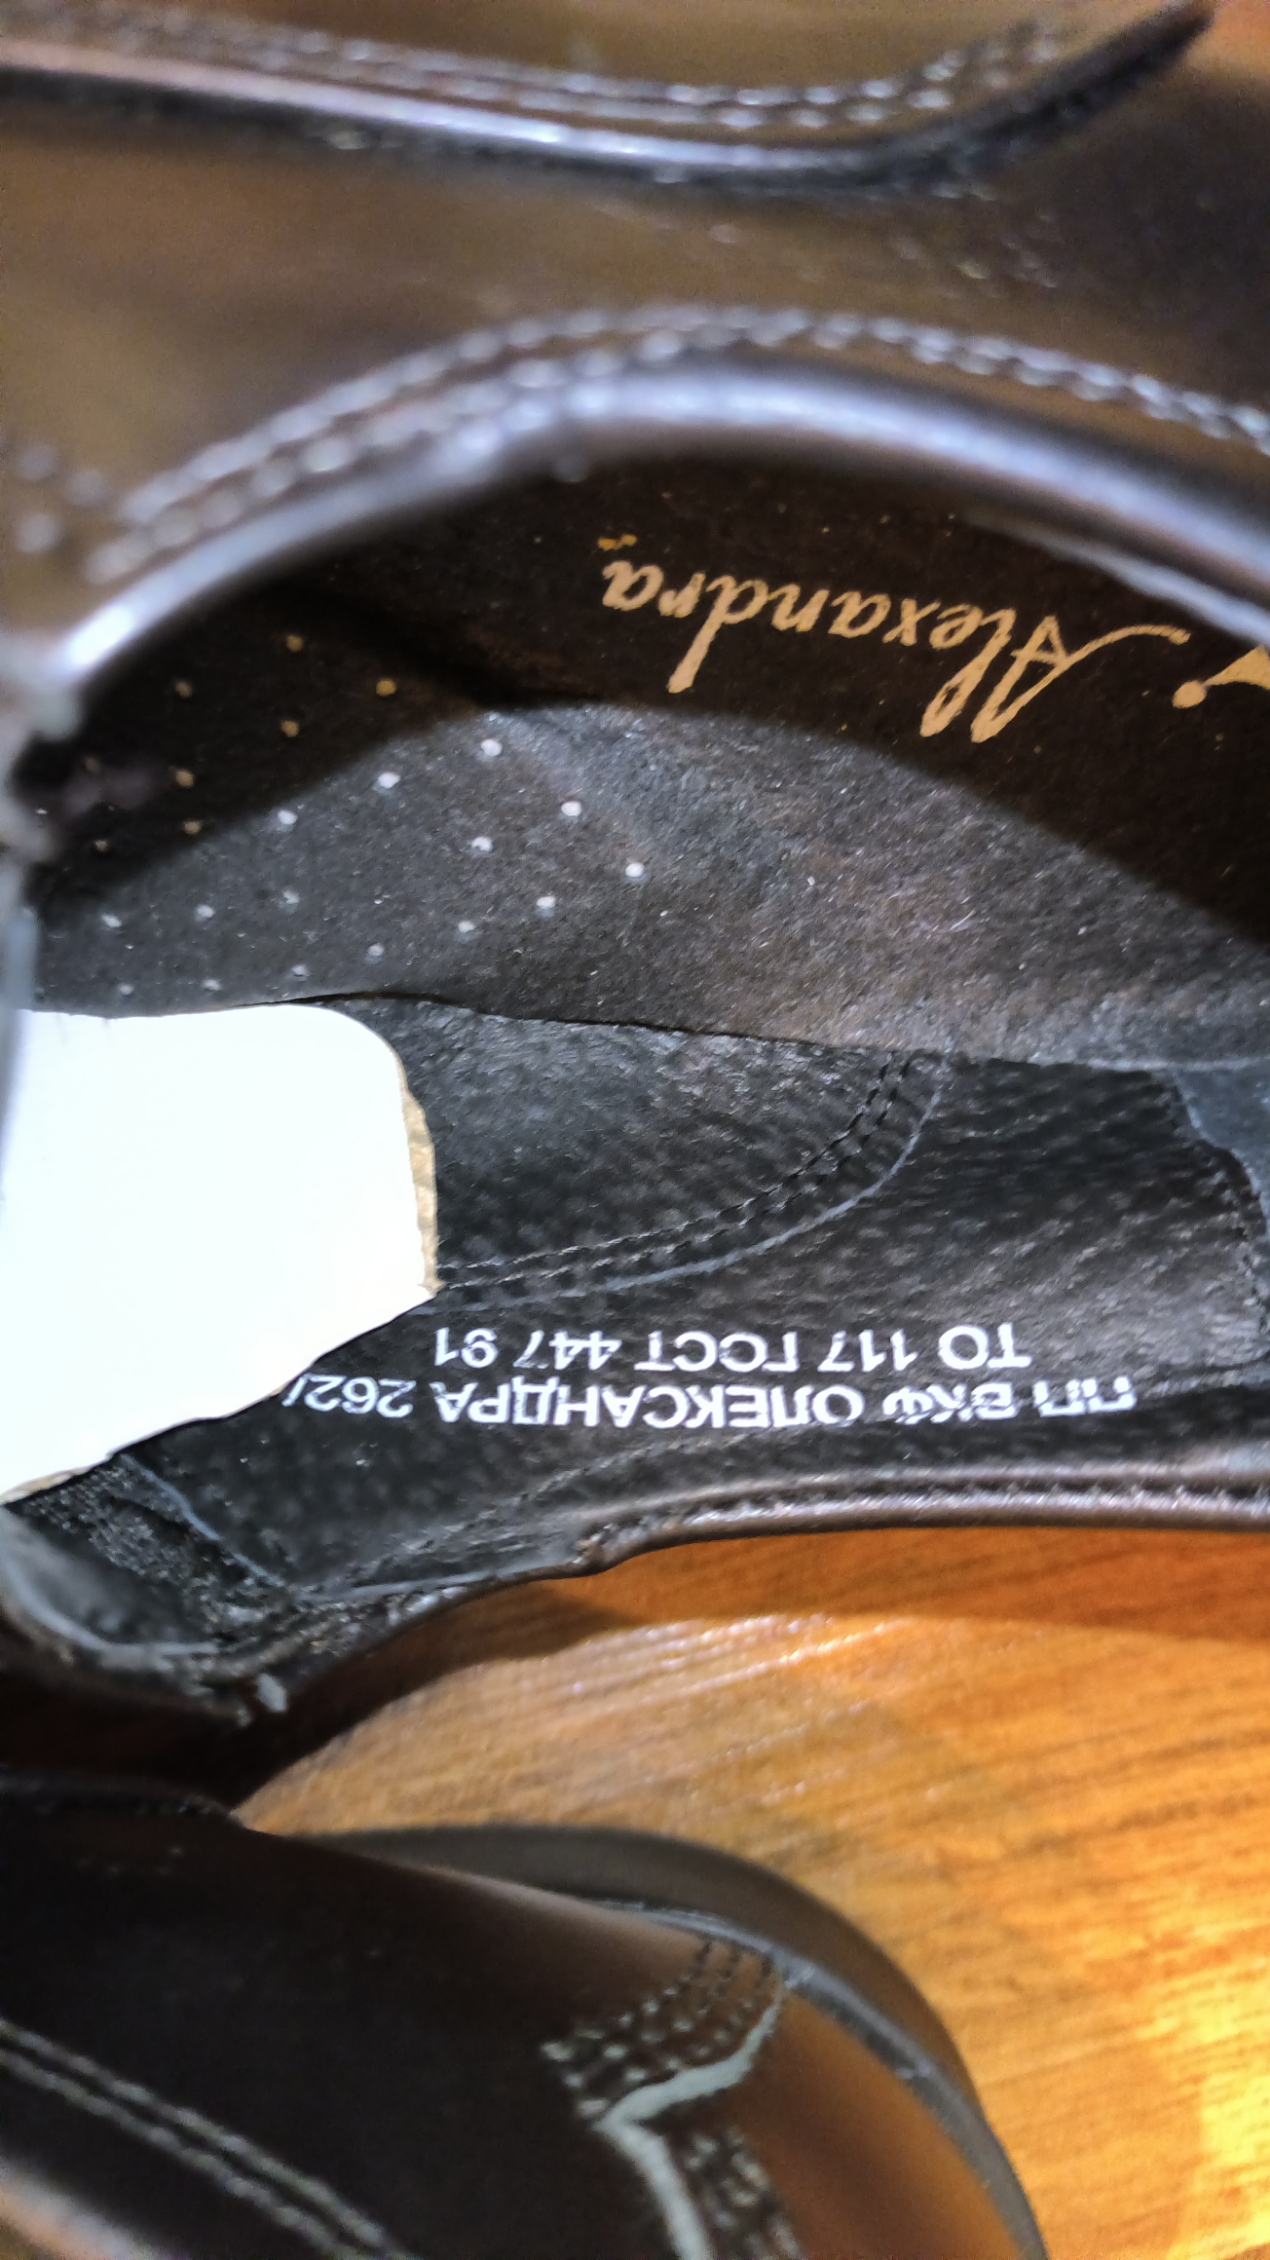 Alexandra
ПП ВКФ ОЛЕКСАНДРА 262
ТО 117 ГОСТ 447 91